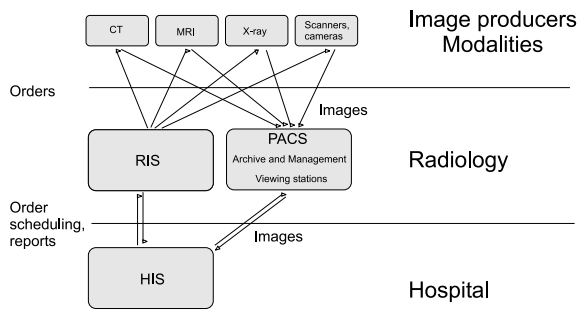 Image producers
Modalities
CT
MRI
X-ray
Scanners,
cameras
Orders
Images
RIS
PACS
Archive and Management
Viewing stations
Radiology
Order
scheduling,
reports
Images
HIS
Hospital